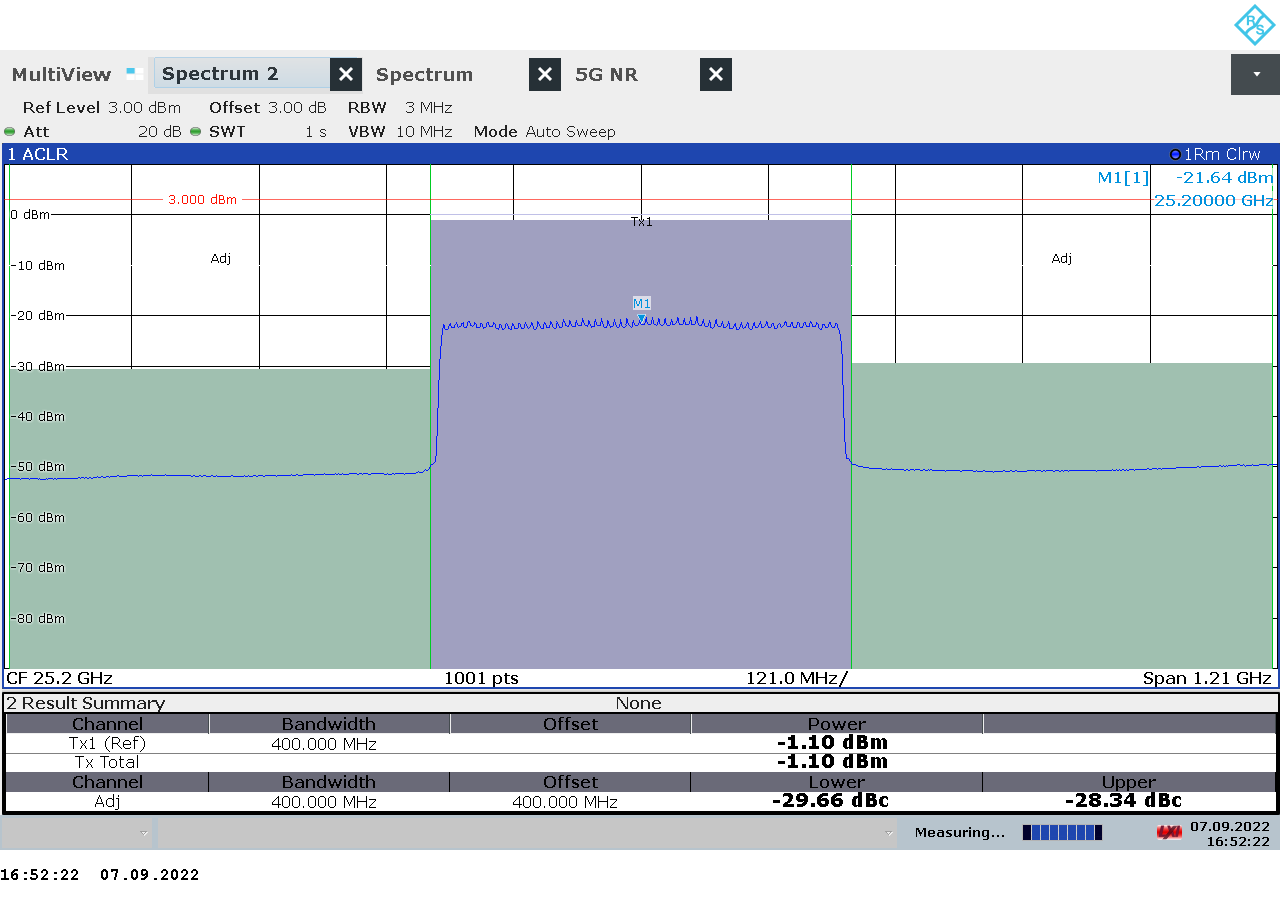 R/S
MultiView Spectrum 2 Spectrum 5G NR
Ref Level 3.00 dBm Offset 3.00 dB RBW 3 MHz
Att 20 dB SWT 1 s VBW 10 MHz Mode Auto Sweep
1 ACLR 1Rm Clrw
M1[1] -21.64 dBm
25.20000 GHz
3.000 dBm
0 dBm
Tx1
Adj Adj
-10 dBm
M1
-20 dBm
-30 dBm
-40 dBm
-50 dBm
-60 dBm
-70 dBm
-80 dBm
CF 25.2 GHz 1001 pts 121.0 MHz/ Span 1.21 GHz
2 Result Summary None
Channel Bandwidth Offset Power
Tx1 (Ref) 400.000 MHz -1.10 dBm
Tx Total -1.10 dBm
Channel Bandwidth Offset Lower Upper
Adj 400.000 MHz 400.000 MHz -29.66 dBc -28.34 dBc
Measuring... LXI 07.09.2022
16:52:22
16:52:22 07.09.2022